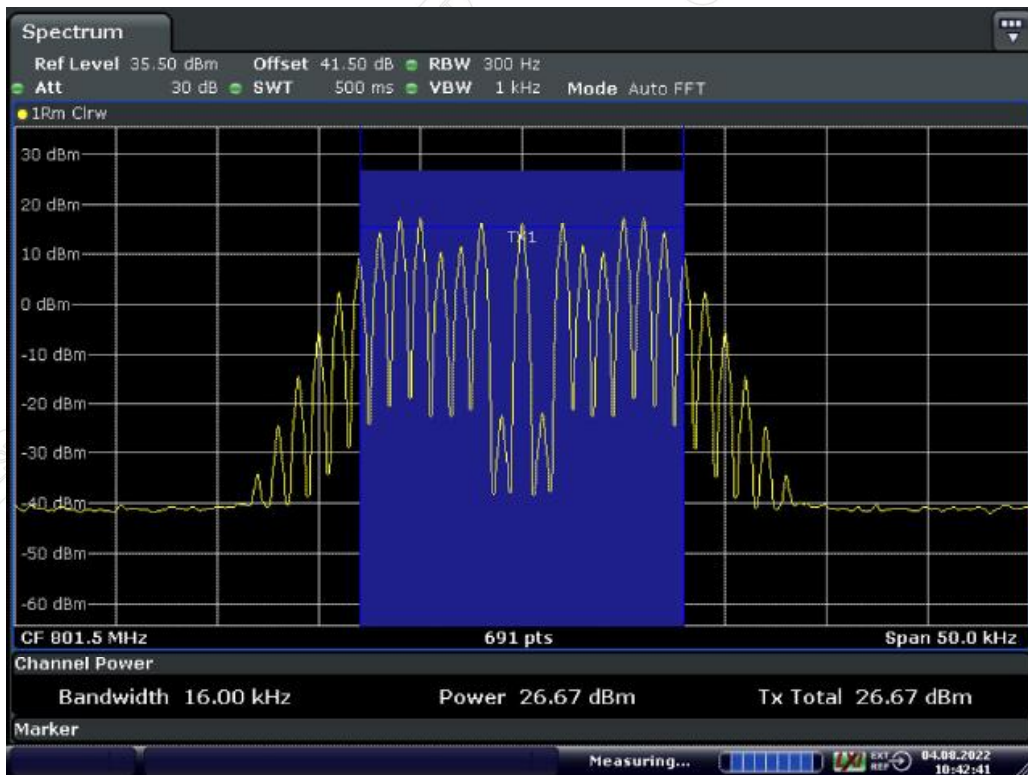 Spectrum
Ref Level 35.50 dBm Offset 41.50 dB RBW 300 Hz
Att 30 dB SWT 500 ms VBW 1 kHz Mode Auto FFT
1Rm Clrw
30 dBm
20 dBm
TX1
10 dBm
0 dBm
-10 dBm
-20 dBm
-30 dBm
-40 dBm
-50 dBm
-60 dBm
CF 801.5 MHz 691 pts Span 50.0 kHz
Channel Power
Bandwidth 16.00 kHz Power 26.67 dBm Tx Total 26.67 dBm
Marker
Measuring... LXI EXT REF 04.08.2022
10:42:41